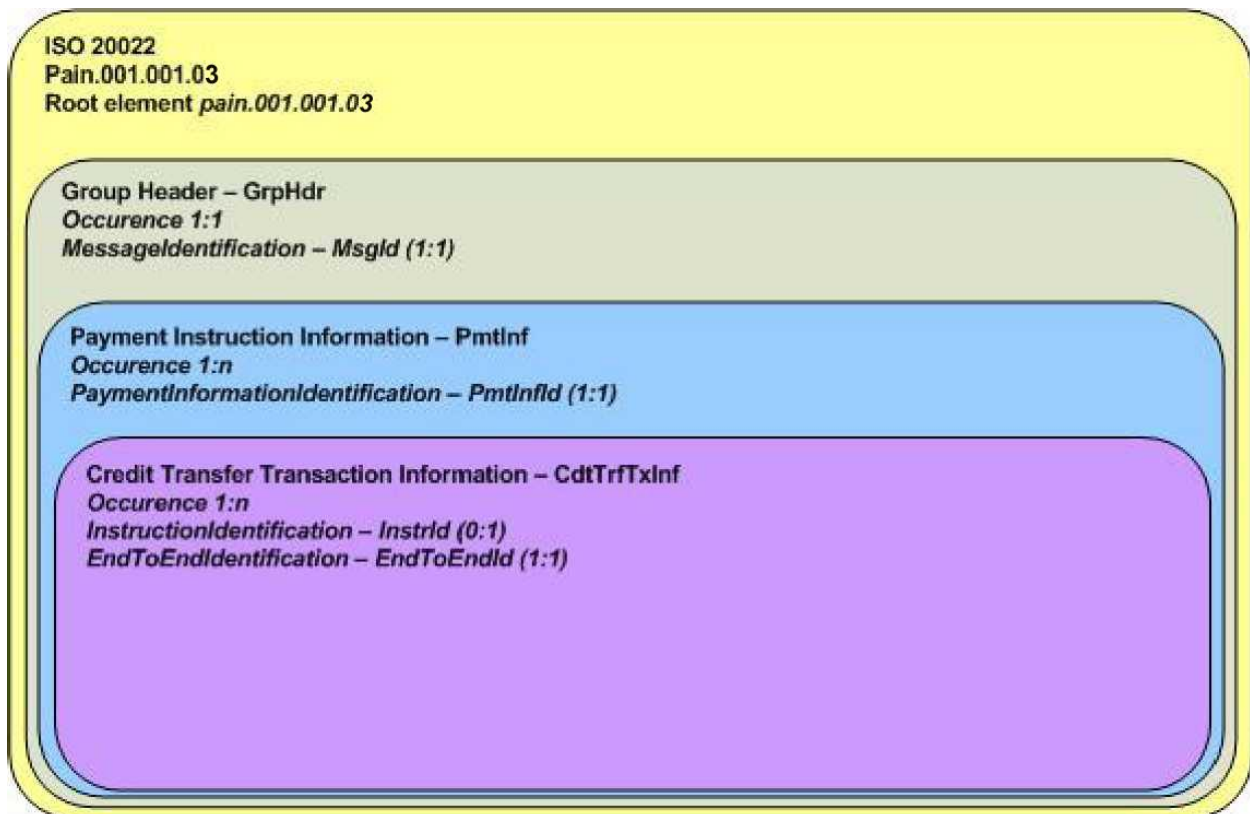 ISO 20022
Pain.001.001.03
Root element pain.001.001.03
Group Header – GrpHdr
Occurence 1:1
MessageIdentification – MsgId (1:1)
Payment Instruction Information – PmtInf
Occurence 1:n
PaymentInformationIdentification – PmtInfId (1:1)
Credit Transfer Transaction Information – CdtTrfTxInf
Occurence 1:n
InstructionIdentification – InstrId (0:1)
EndToEndIdentification – EndToEndId (1:1)